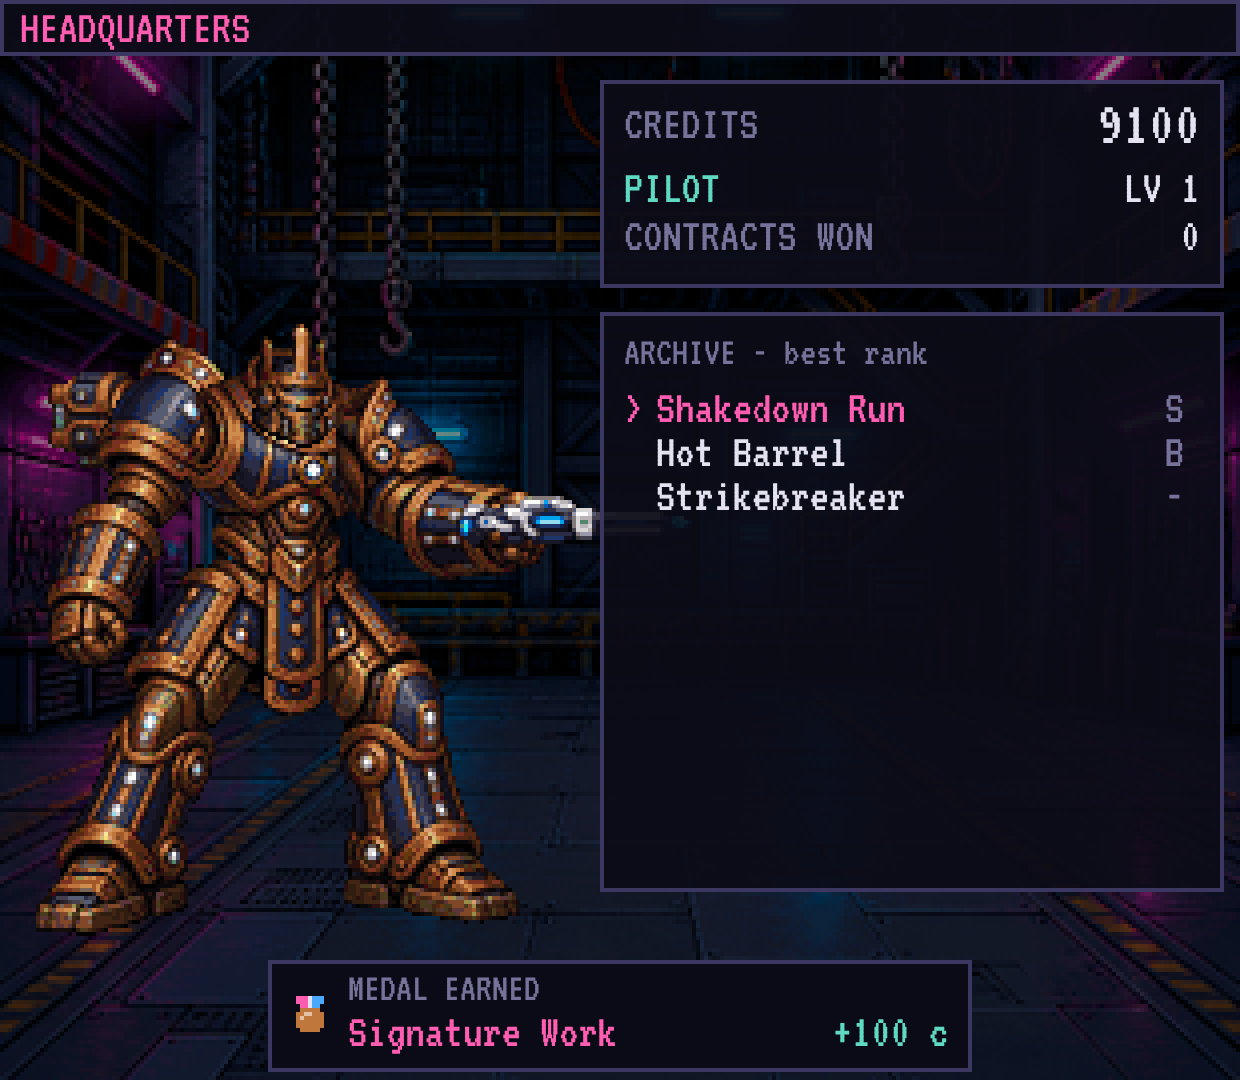 HEADQUARTERS
CREDITS 9100
PILOT LV 1
CONTRACTS WON 0
ARCHIVE - best rank
> Shakedown Run S
Hot Barrel B
Strikebreaker -
MEDAL EARNED
Signature Work +100 c